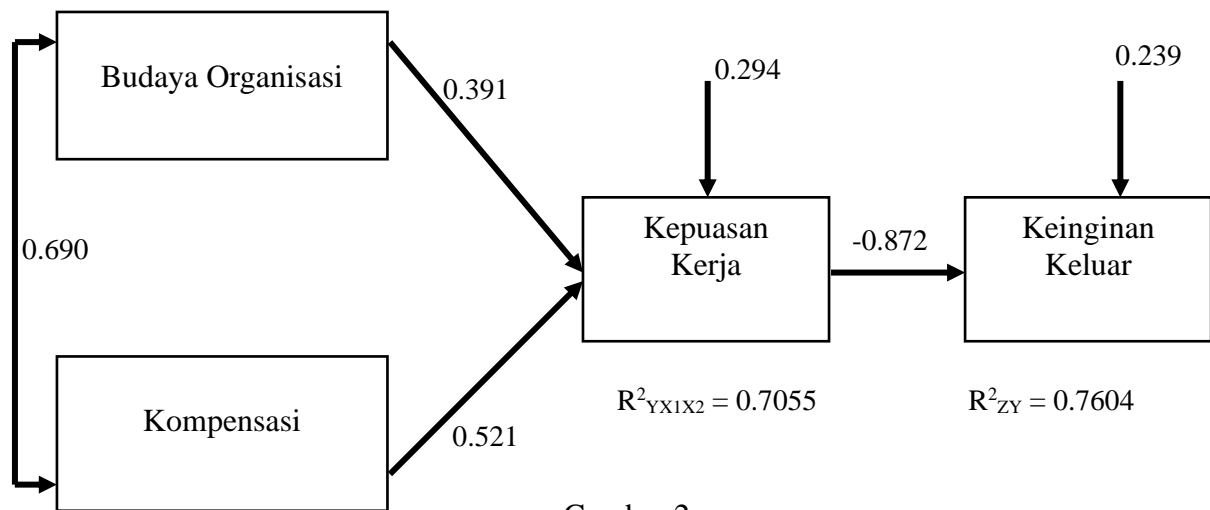 Budaya Organisasi
0.391
0.294
0.239
0.690
Kepuasan
Kerja
-0.872
Keinginan
Keluar
Kompensasi
0.521
R²YX1X2 = 0.7055
R²ZY = 0.7604